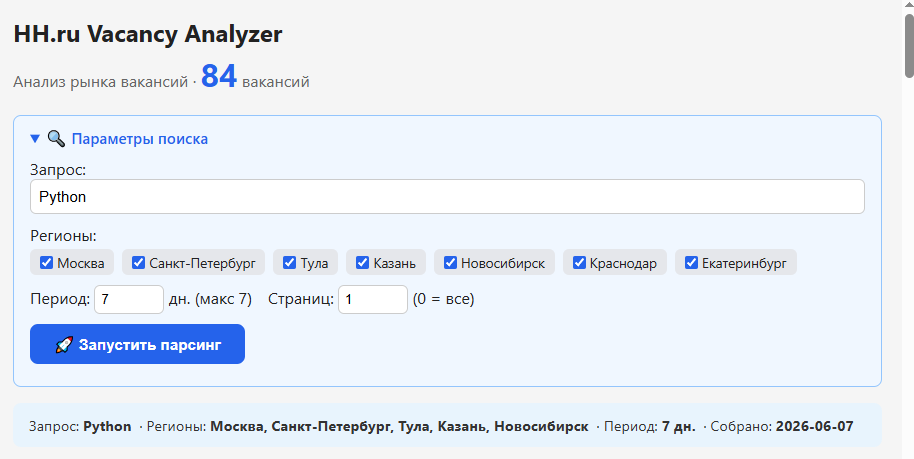 HH.ru Vacancy Analyzer
Анализ рынка вакансий · 84 вакансий
▼ 🔍 Параметры поиска
Запрос:
Python
Регионы:
Москва Санкт-Петербург Тула Казань Новосибирск Краснодар Екатеринбург
Период: 7 дн. (макс 7) Страниц: 1 (0 = все)
🚀 Запустить парсинг
Запрос: Python · Регионы: Москва, Санкт-Петербург, Тула, Казань, Новосибирск · Период: 7 дн. · Собрано: 2026-06-07